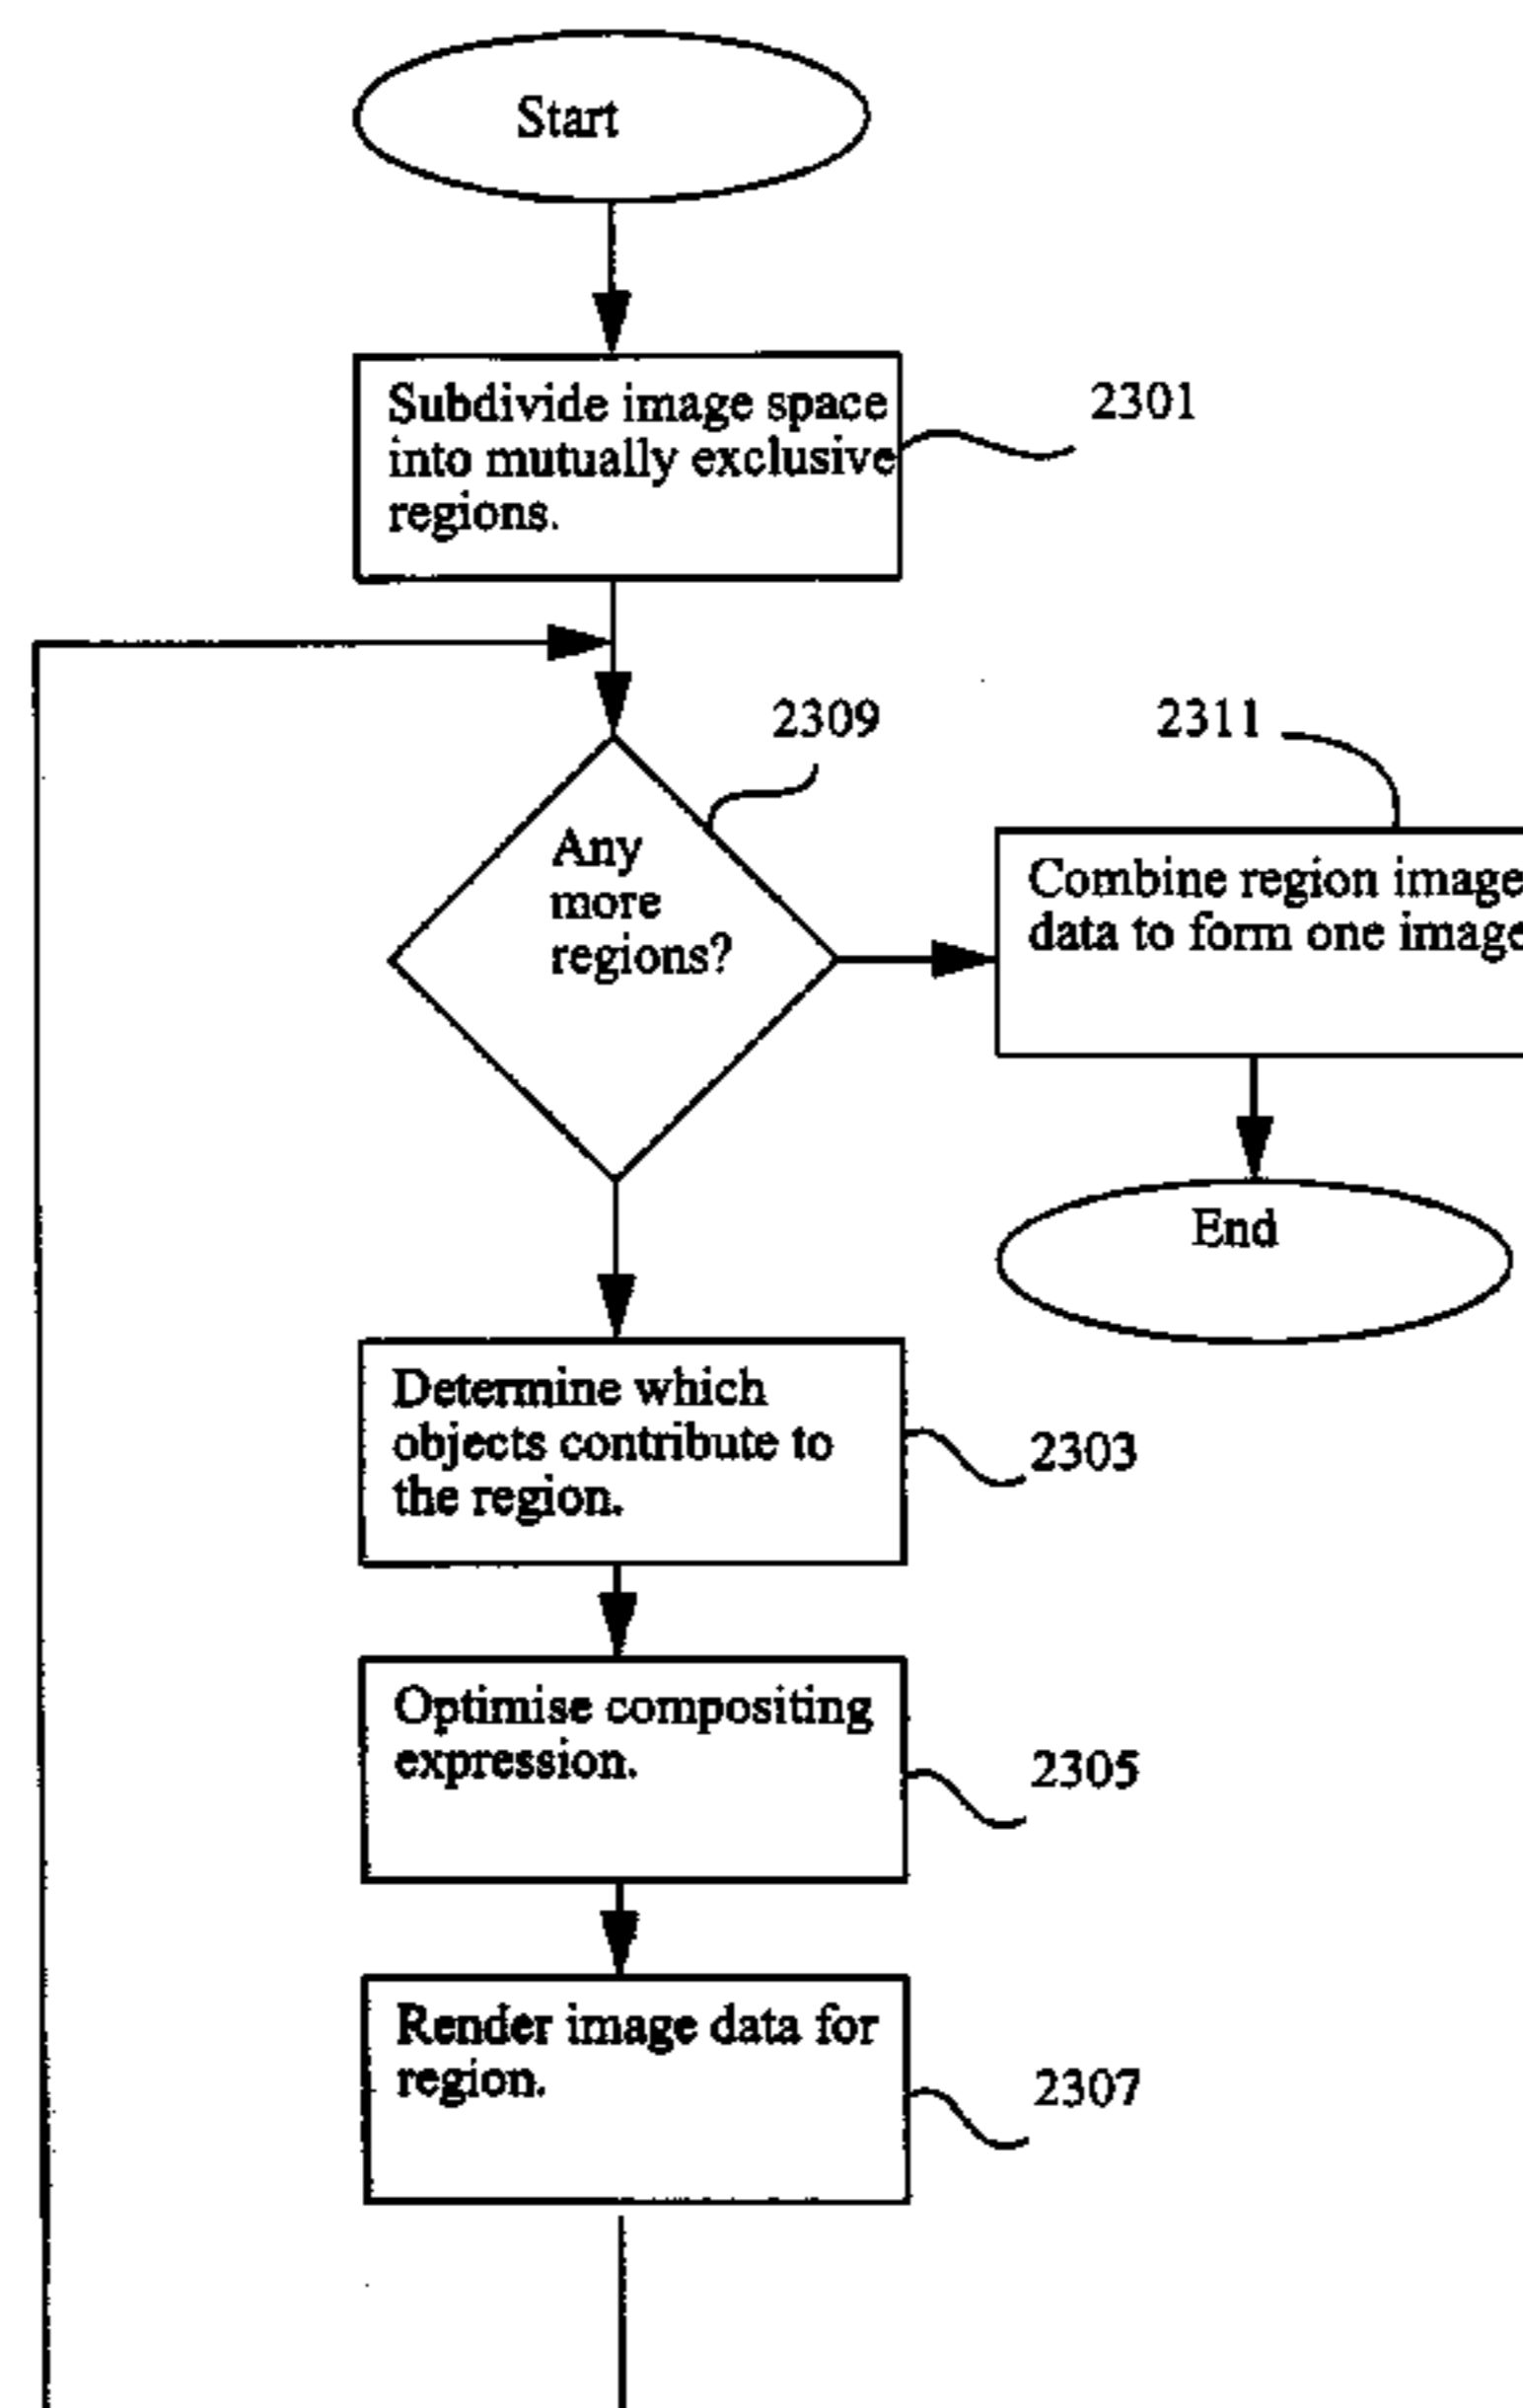 Start
Subdivide image space
into mutually exclusive
regions.
2301
2309
2311
Any
more
regions?
Combine region image
data to form one image
End
Determine which
objects contribute to
the region.
2303
Optimise compositing
expression.
2305
Render image data for
region.
2307